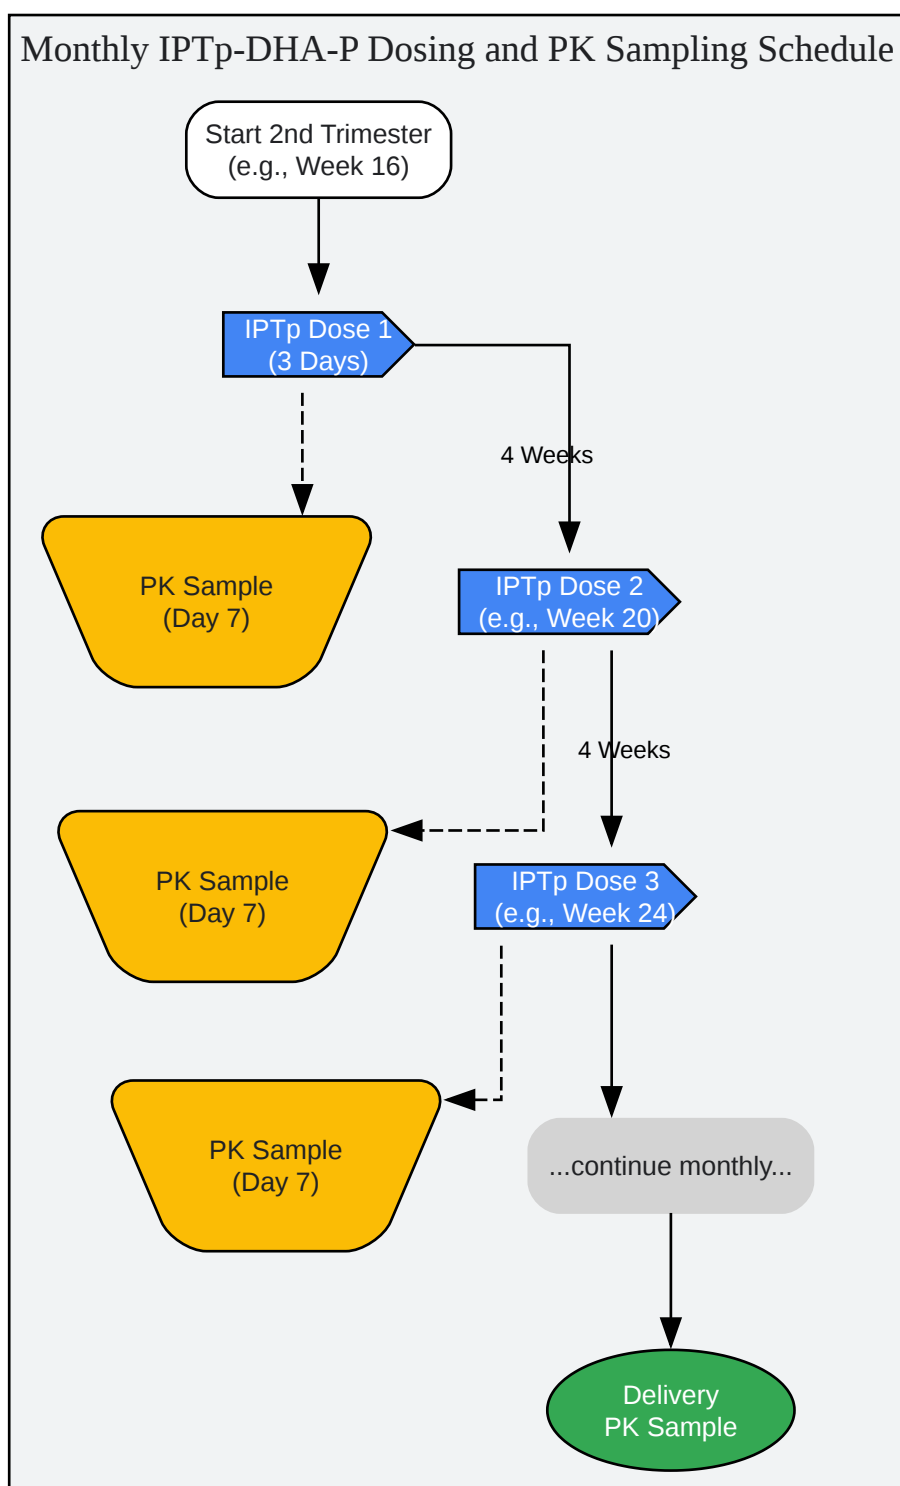 Monthly IPTp-DHA-P Dosing and PK Sampling Schedule
Start 2nd Trimester
(e.g., Week 16)
IPTp Dose 1
(3 Days)
4 Weeks
PK Sample
(Day 7)
IPTp Dose 2
(e.g., Week 20)
4 Weeks
PK Sample
(Day 7)
IPTp Dose 3
(e.g., Week 24)
PK Sample
(Day 7)
...continue monthly...
Delivery
PK Sample